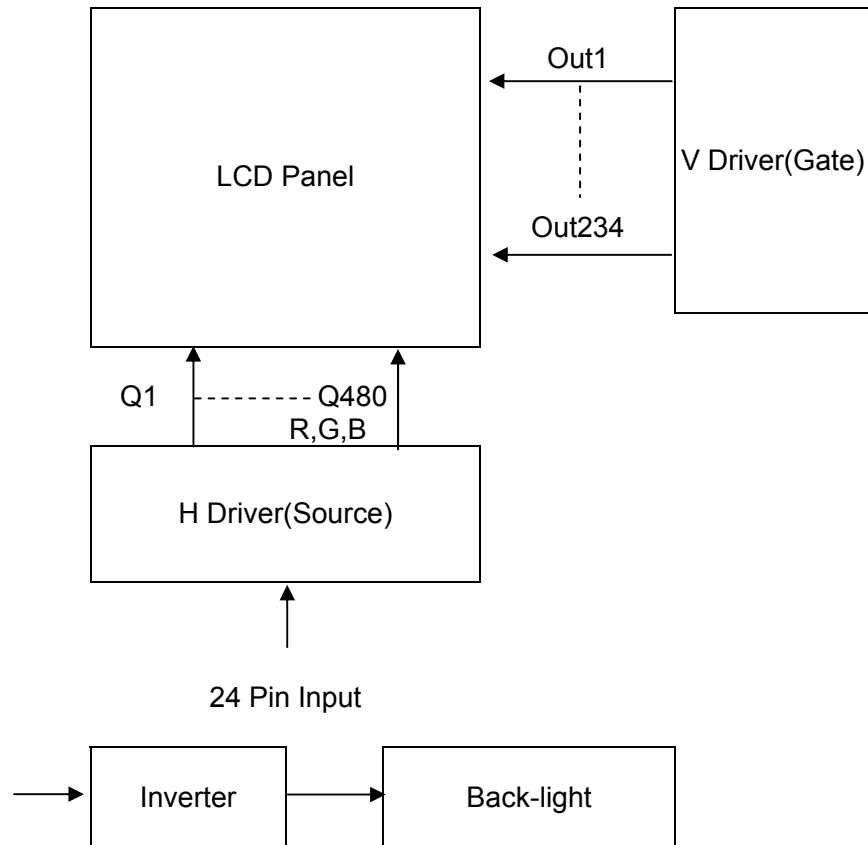 Out1
V Driver(Gate)
LCD Panel
Out234
Q1
Q480
R,G,B
H Driver(Source)
24 Pin Input
Inverter
Back-light